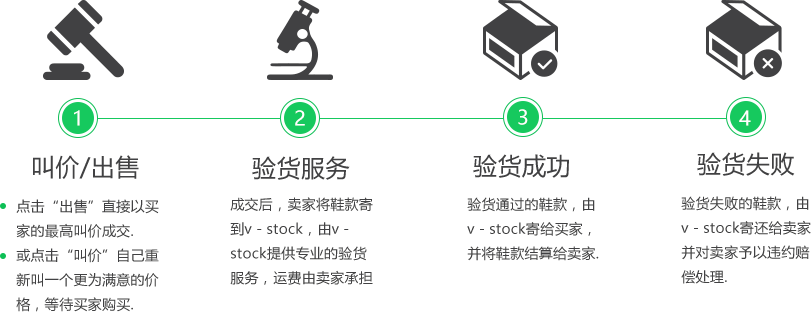 1
叫价/出售
点击“出售”直接以买
家的最高叫价成交.
或点击“叫价”自己重
新叫一个更为满意的价
格，等待买家购买.
2
验货服务
成交后，卖家将鞋款寄
到v - stock，由v -
stock提供专业的验货
服务，运费由卖家承担
3
验货成功
验货通过的鞋款，由
v - stock寄给买家，
并将鞋款结算给卖家.
4
验货失败
验货失败的鞋款，由
v - stock寄还给卖家
并对卖家予以违约赔
偿处理.